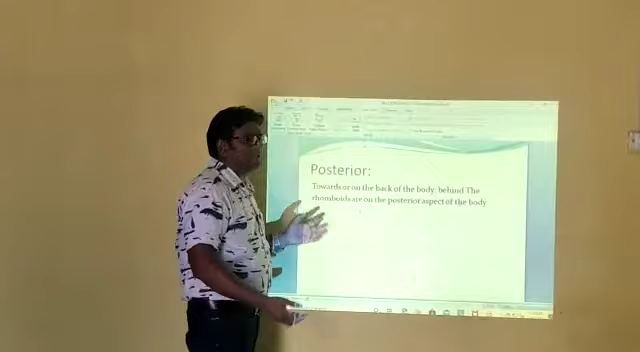 Posterior:
Towards or on the back of the body; behind The
rhomboids are on the posterior aspect of the body